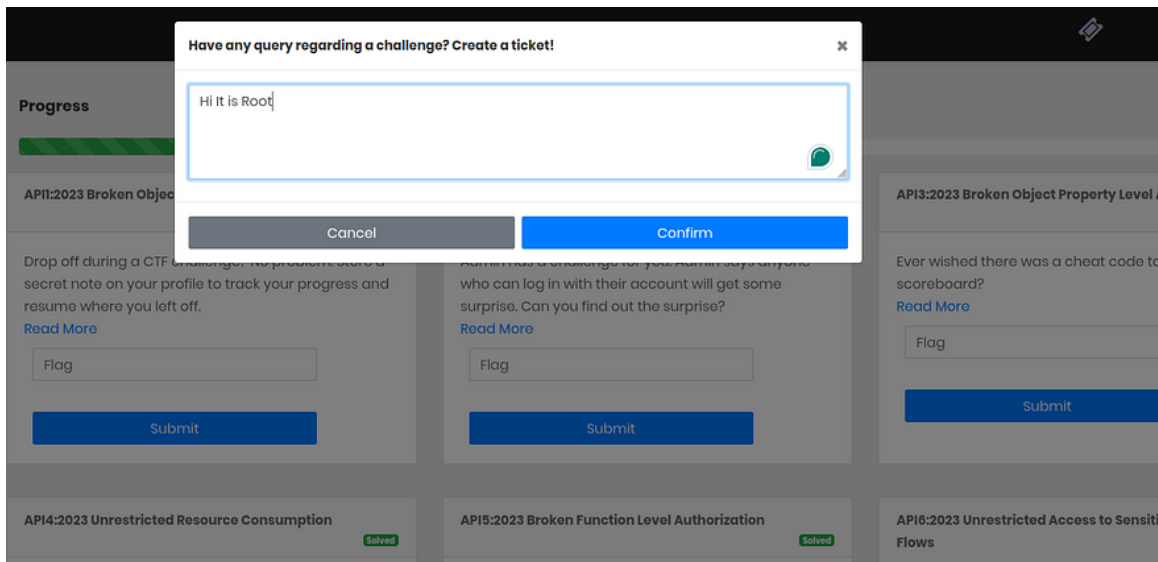 Have any query regarding a challenge? Create a ticket!
×
Hi It is Root
Cancel
Confirm
Progress
API1:2023 Broken Objec
Drop off during a CTF challenge? No problem. Store a
secret note on your profile to track your progress and
resume where you left off.
Read More
Flag
Submit
Admin has a challenge for you. Admin says anyone
who can log in with their account will get some
surprise. Can you find out the surprise?
Read More
Flag
Submit
API3:2023 Broken Object Property Level
Ever wished there was a cheat code to
scoreboard?
Read More
Flag
Submit
API4:2023 Unrestricted Resource Consumption
Solved
API5:2023 Broken Function Level Authorization
Solved
API6:2023 Unrestricted Access to Sensiti
Flows